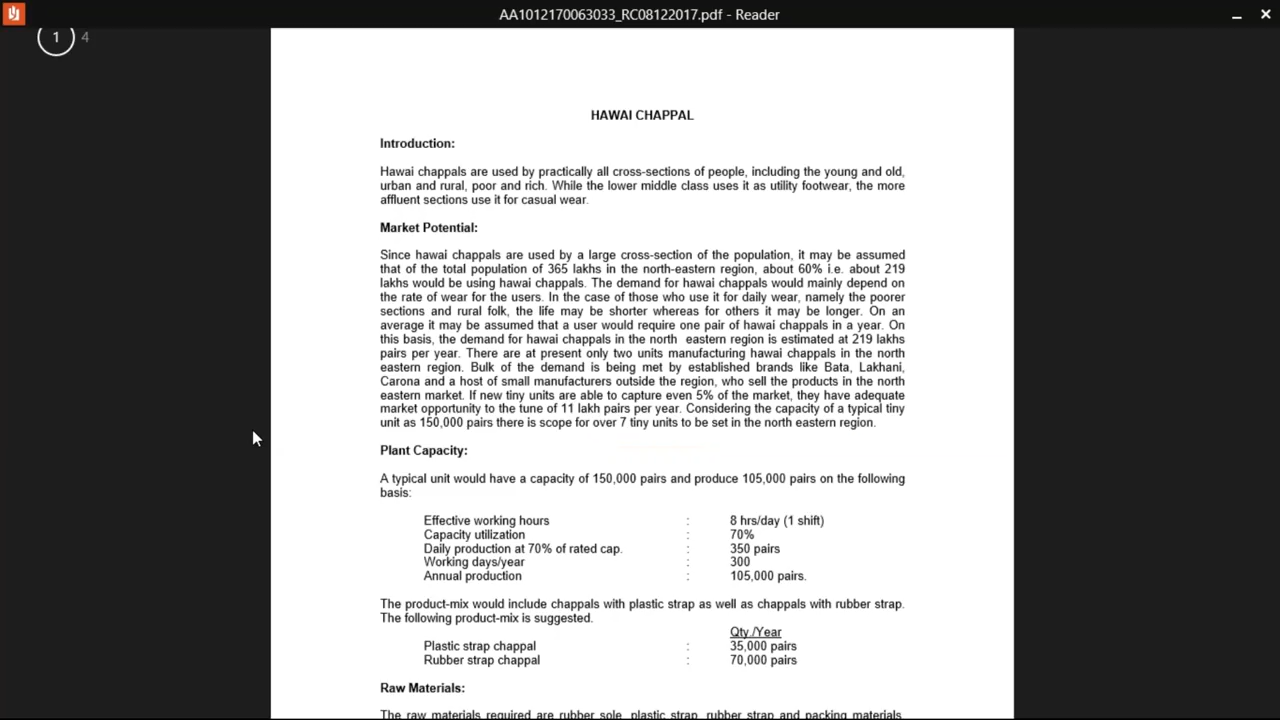 AA1012170063033_RC08122017.pdf - Reader
1 4
HAWAI CHAPPAL
Introduction:
Hawai chappals are used by practically all cross-sections of people, including the young and old,
urban and rural, poor and rich. While the lower middle class uses it as utility footwear, the more
affluent sections use it for casual wear.
Market Potential:
Since hawai chappals are used by a large cross-section of the population, it may be assumed
that of the total population of 365 lakhs in the north-eastern region, about 60% i.e. about 219
lakhs would be using hawai chappals. The demand for hawai chappals would mainly depend on
the rate of wear for the users. In the case of those who use it for daily wear, namely the poorer
sections and rural folk, the life may be shorter whereas for others it may be longer. On an
average it may be assumed that a user would require one pair of hawai chappals in a year. On
this basis, the demand for hawai chappals in the north eastern region is estimated at 219 lakhs
pairs per year. There are at present only two units manufacturing hawai chappals in the north
eastern region. Bulk of the demand is being met by established brands like Bata, Lakhani,
Carona and a host of small manufacturers outside the region, who sell the products in the north
eastern market. If new tiny units are able to capture even 5% of the market, they have adequate
market opportunity to the tune of 11 lakh pairs per year. Considering the capacity of a typical tiny
unit as 150,000 pairs there is scope for over 7 tiny units to be set in the north eastern region.
Plant Capacity:
A typical unit would have a capacity of 150,000 pairs and produce 105,000 pairs on the following
basis:
Effective working hours : 8 hrs/day (1 shift)
Capacity utilization : 70%
Daily production at 70% of rated cap. : 350 pairs
Working days/year : 300
Annual production : 105,000 pairs.
The product-mix would include chappals with plastic strap as well as chappals with rubber strap.
The following product-mix is suggested.
Qty./Year
Plastic strap chappal : 35,000 pairs
Rubber strap chappal : 70,000 pairs
Raw Materials:
The raw materials required are rubber sole, plastic strap, rubber strap and packing materials.